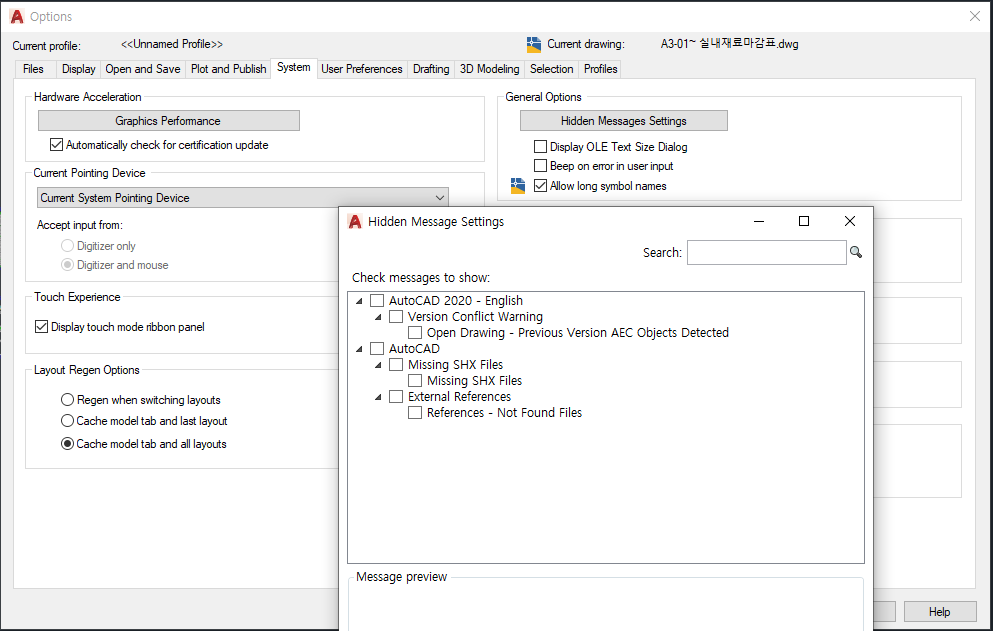 Options
Current profile: <<Unnamed Profile>> Current drawing: A3-01~ 실내재료마감표.dwg
Files Display Open and Save Plot and Publish System User Preferences Drafting 3D Modeling Selection Profiles
Hardware Acceleration
Graphics Performance
Automatically check for certification update
Current Pointing Device
Current System Pointing Device
Accept input from:
Digitizer only
Digitizer and mouse
Touch Experience
Display touch mode ribbon panel
Layout Regen Options
Regen when switching layouts
Cache model tab and last layout
Cache model tab and all layouts
General Options
Hidden Messages Settings
Display OLE Text Size Dialog
Beep on error in user input
Allow long symbol names
Hidden Message Settings
Search:
Check messages to show:
AutoCAD 2020 - English
Version Conflict Warning
Open Drawing - Previous Version AEC Objects Detected
AutoCAD
Missing SHX Files
Missing SHX Files
External References
References - Not Found Files
Message preview
Help